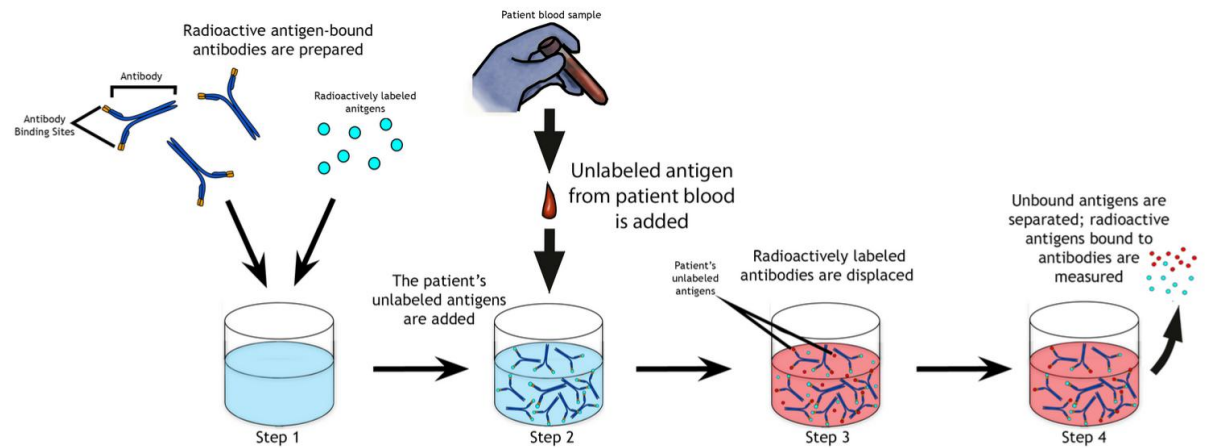 Radioactive antigen-bound
antibodies are prepared
Antibody
Antibody
Binding Sites
Radioactively labeled
anitgens
Patient blood sample
Unlabeled antigen
from patient blood
is added
The patient's
unlabeled antigens
are added
Patient's
unlabeled
antigens
Radioactively labeled
antibodies are displaced
Unbound antigens are
separated; radioactive
antigens bound to
antibodies are
measured
Step 1
Step 2
Step 3
Step 4